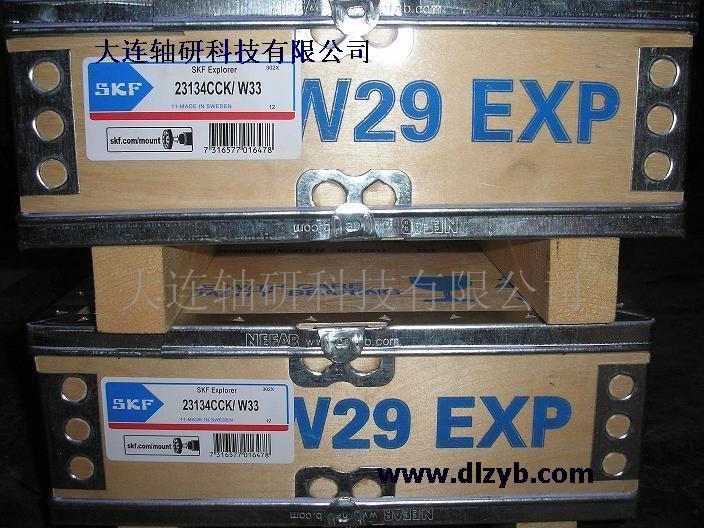 大连轴研科技有限公司
SKF Explorer
302X
SKF
23134CCK/ W33
11-MADE IN SWEDEN
12
skf.com/mount
7 316577 016478
W29 EXP
NEFAB
大连轴研科技有限公司
NEFAB
SKF Explorer
302X
SKF
23134CCK/ W33
11-MADE IN SWEDEN
12
skf.com/mount
7 316577 016478
W29 EXP
www.dlzyb.com
NEFAB